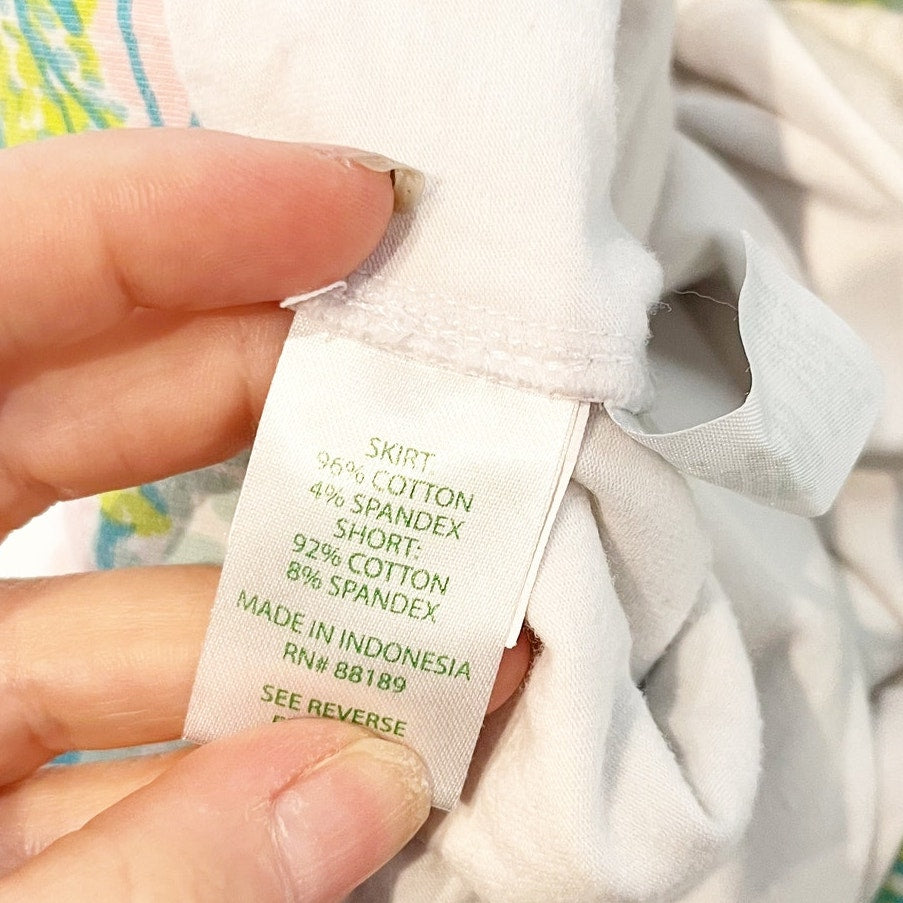 SKIRT
96% COTTON
4% SPANDEX
SHORT:
92% COTTON
8% SPANDEX
MADE IN INDONESIA
RN# 88189
SEE REVERSE